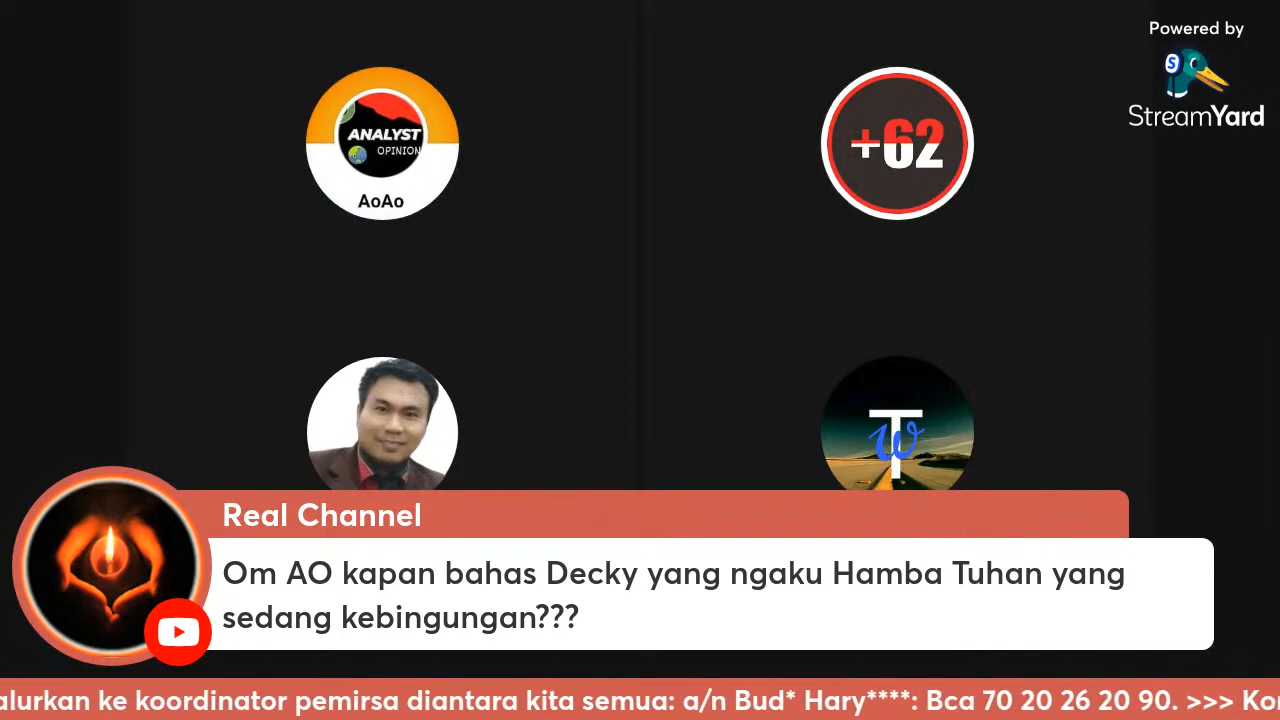 Powered by
StreamYard
ANALYST
OPINION
AoAo
+62
T
w
Real Channel
Om AO kapan bahas Decky yang ngaku Hamba Tuhan yang
sedang kebingungan???
alurkan ke koordinator pemirsa diantara kita semua: a/n Bud* Hary****: Bca 70 20 26 20 90. >>> Ko